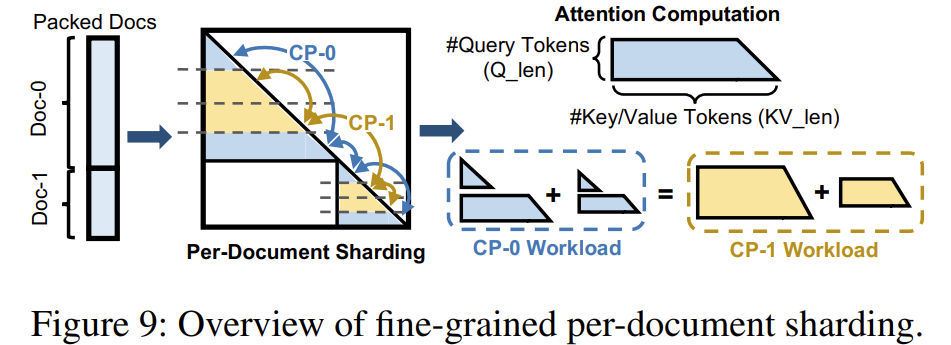 Packed Docs
Doc-0
Doc-1
CP-0
CP-1
Per-Document Sharding
Attention Computation
#Query Tokens
(Q_len)
#Key/Value Tokens (KV_len)
+
=
+
CP-0 Workload
CP-1 Workload
Figure 9: Overview of fine-grained per-document sharding.